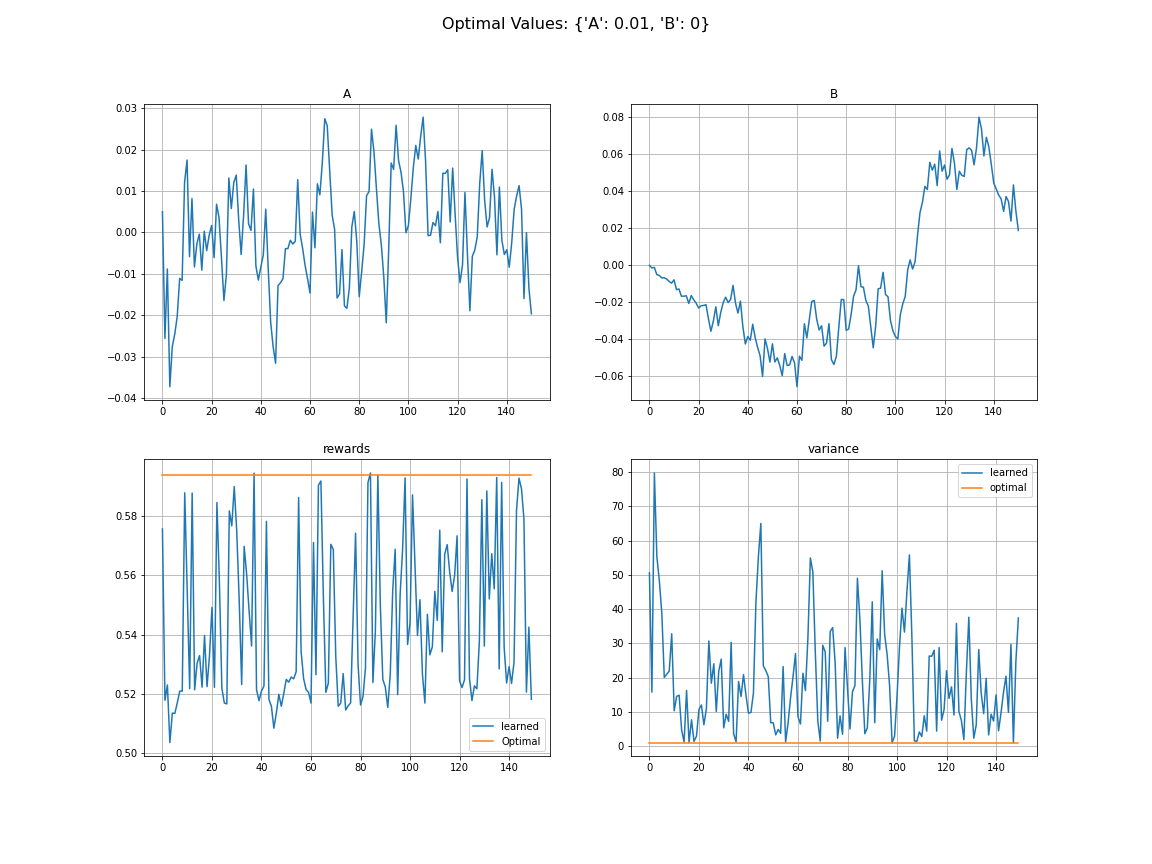 Optimal Values: {'A': 0.01, 'B': 0}
A
0.03
0.02
0.01
0.00
−0.01
−0.02
−0.03
−0.04
0 20 40 60 80 100 120 140
B
0.08
0.06
0.04
0.02
0.00
−0.02
−0.04
−0.06
0 20 40 60 80 100 120 140
rewards
0.58
0.56
0.54
0.52
0.50
learned
Optimal
0 20 40 60 80 100 120 140
variance
learned
optimal
80
70
60
50
40
30
20
10
0
0 20 40 60 80 100 120 140